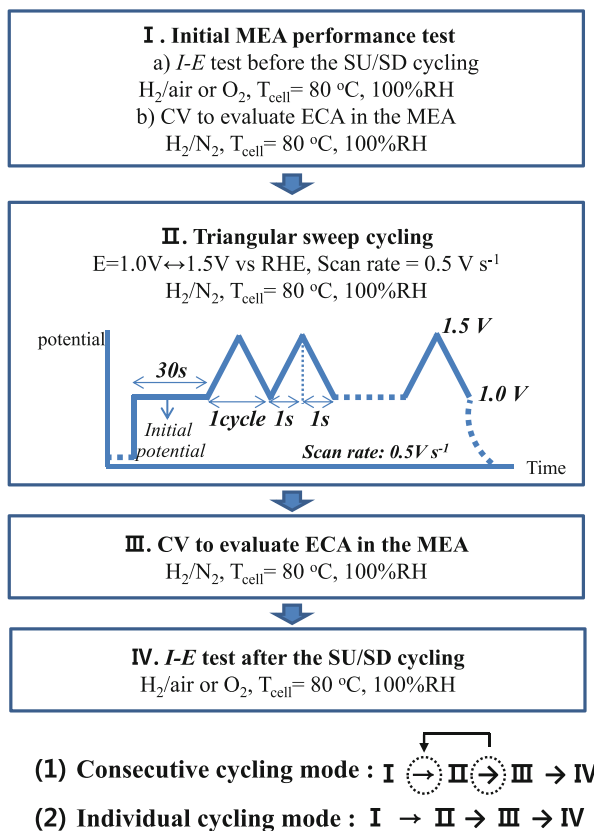 Ⅰ. Initial MEA performance test
a) I-E test before the SU/SD cycling
H₂/air or O₂, Tcell= 80 °C, 100%RH
b) CV to evaluate ECA in the MEA
H₂/N₂, Tcell= 80 °C, 100%RH
Ⅱ. Triangular sweep cycling
E=1.0V↔1.5V vs RHE, Scan rate = 0.5 V s⁻¹
H₂/N₂, Tcell= 80 °C, 100%RH
potential
1.5 V
30s
1.0 V
1cycle 1s 1s
Initial
potential
Scan rate: 0.5V s⁻¹
Time
Ⅲ. CV to evaluate ECA in the MEA
H₂/N₂, Tcell= 80 °C, 100%RH
Ⅳ. I-E test after the SU/SD cycling
H₂/air or O₂, Tcell= 80 °C, 100%RH
(1) Consecutive cycling mode : Ⅰ → Ⅱ → Ⅲ → Ⅳ
(2) Individual cycling mode : Ⅰ → Ⅱ → Ⅲ → Ⅳ